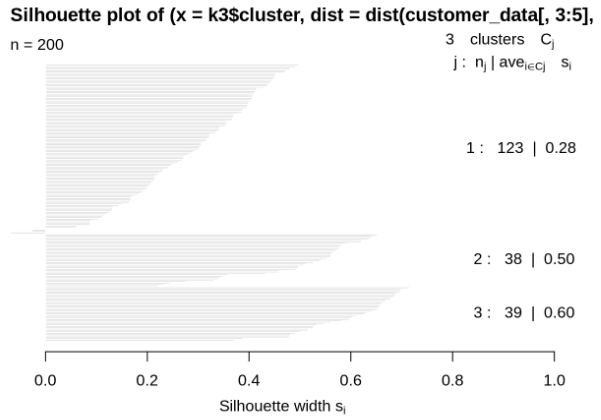 Silhouette plot of (x = k3$cluster, dist = dist(customer_data[, 3:5],
n = 200
3 clusters Cj
j : nj | avei∈Cj si
1 : 123 | 0.28
2 : 38 | 0.50
3 : 39 | 0.60
0.0 0.2 0.4 0.6 0.8 1.0
Silhouette width si